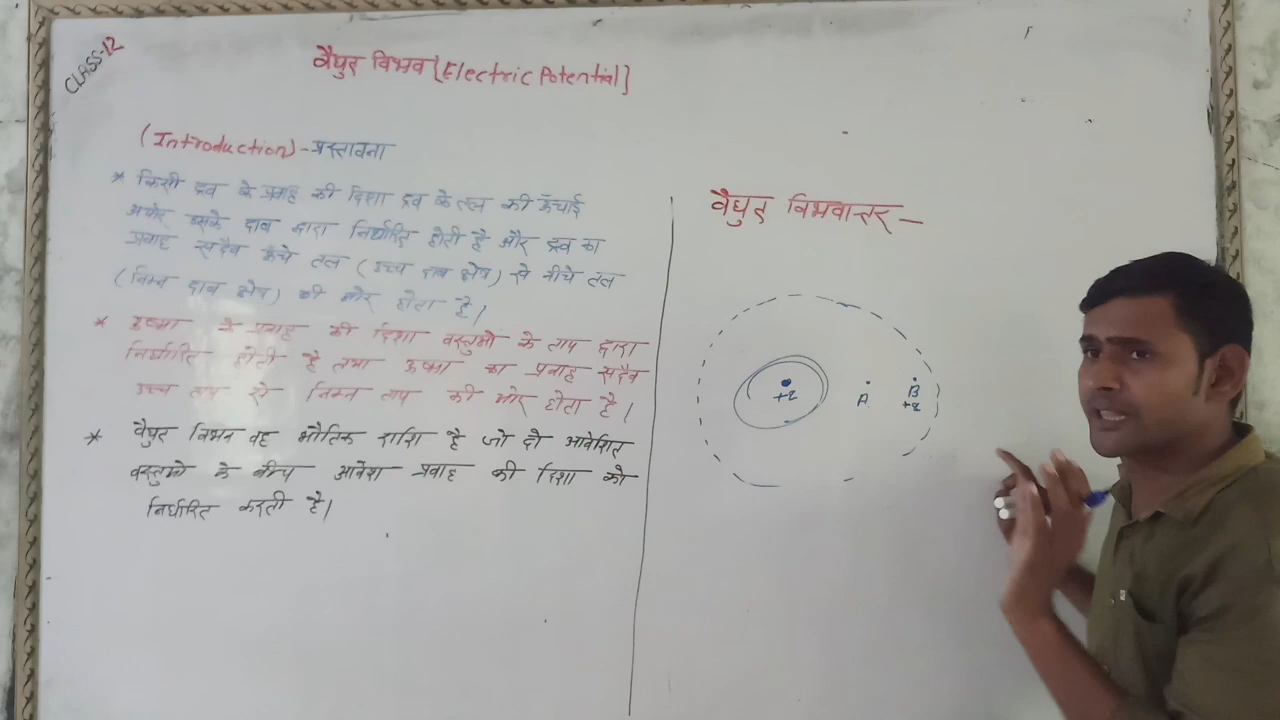 CLASS-12
वैद्युत विभव [Electric Potential]
(Introduction) - प्रस्तावना
* किसी द्रव के प्रवाह की दिशा द्रव के तल की ऊँचाई
अर्थात् उसके दाब द्वारा निर्धारित होती है और द्रव का
प्रवाह सदैव ऊँचे तल (उच्च दाब क्षेत्र) से नीचे तल
(निम्न दाब क्षेत्र) की ओर होता है।
* ऊष्मा के प्रवाह की दिशा वस्तुओं के ताप द्वारा
निर्धारित होती है तथा ऊष्मा का प्रवाह सदैव
उच्च ताप से निम्न ताप की ओर होता है।
* वैद्युत विभव वह भौतिक राशि है जो दो आवेशित
वस्तुओं के बीच आवेश प्रवाह की दिशा को
निर्धारित करती है।
वैद्युत विभवान्तर -
A
B